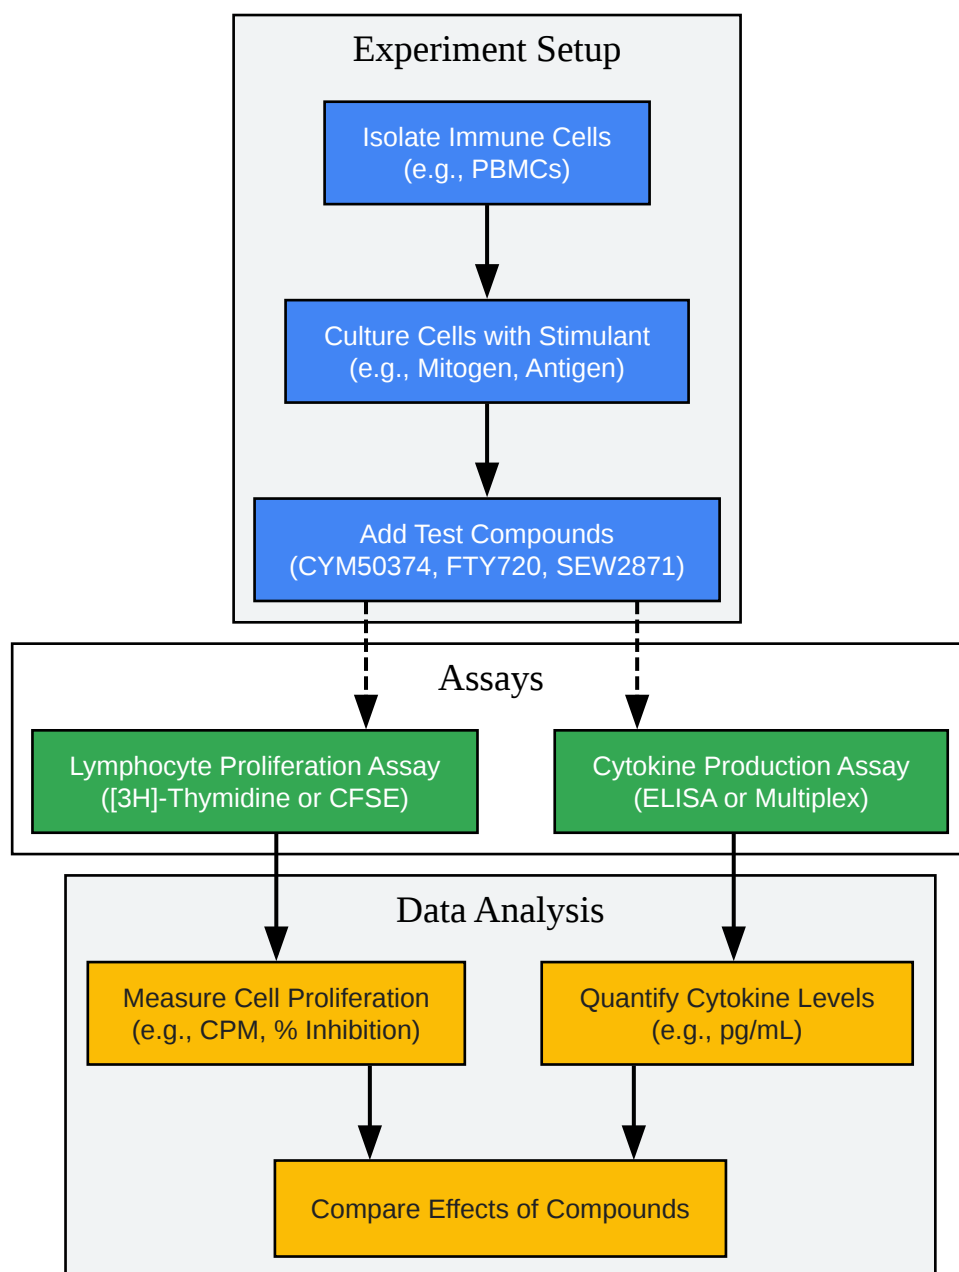 Experiment Setup
Isolate Immune Cells
(e.g., PBMCs)
Culture Cells with Stimulant
(e.g., Mitogen, Antigen)
Add Test Compounds
(CYM50374, FTY720, SEW2871)
Assays
Lymphocyte Proliferation Assay
([3H]-Thymidine or CFSE)
Cytokine Production Assay
(ELISA or Multiplex)
Data Analysis
Measure Cell Proliferation
(e.g., CPM, % Inhibition)
Quantify Cytokine Levels
(e.g., pg/mL)
Compare Effects of Compounds